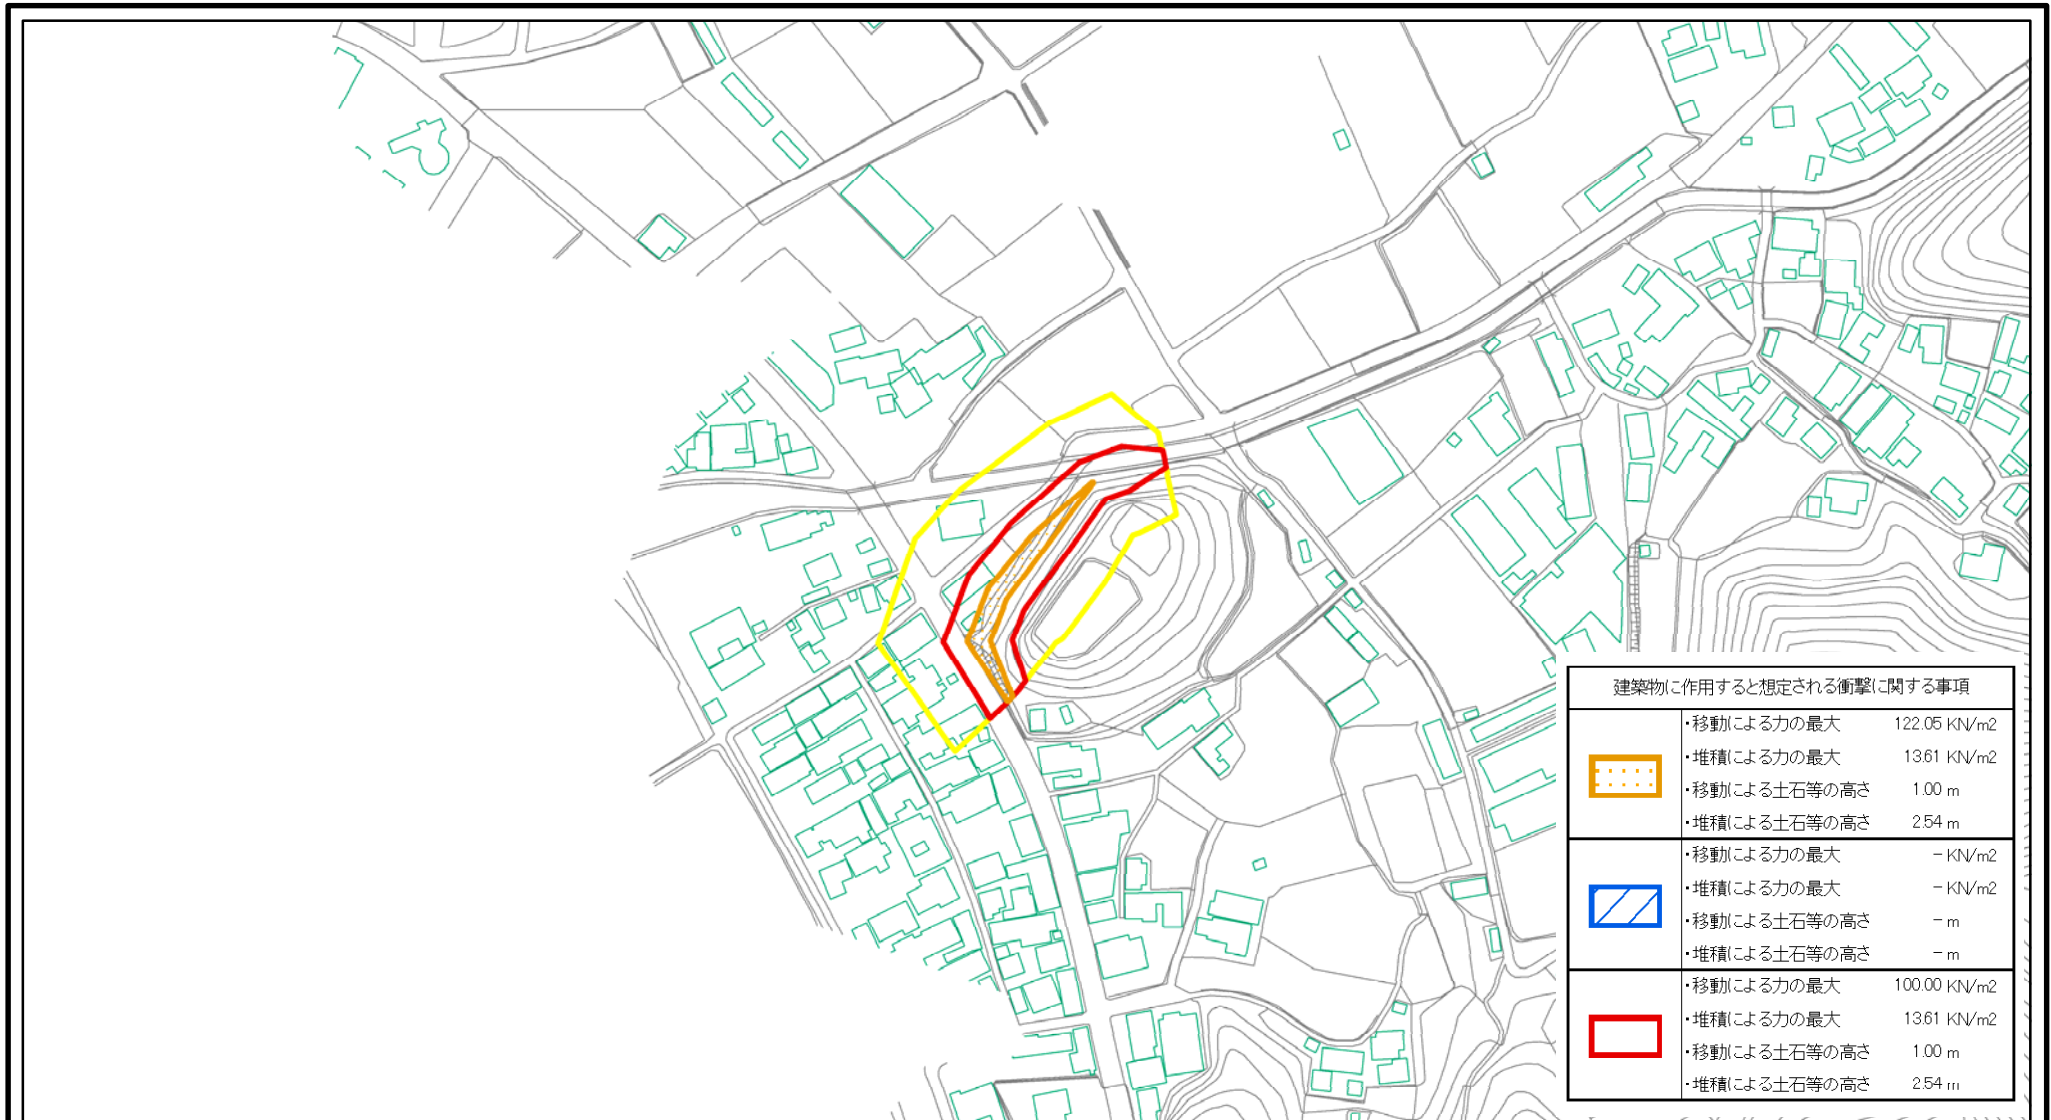 建築物に作用すると想定される衝撃に関する事項
・移動による力の最大 122.05 KN/m2
・堆積による力の最大 13.61 KN/m2
・移動による土石等の高さ 1.00 m
・堆積による土石等の高さ 2.54 m
・移動による力の最大 - KN/m2
・堆積による力の最大 - KN/m2
・移動による土石等の高さ - m
・堆積による土石等の高さ - m
・移動による力の最大 100.00 KN/m2
・堆積による力の最大 13.61 KN/m2
・移動による土石等の高さ 1.00 m
・堆積による土石等の高さ 2.54 m